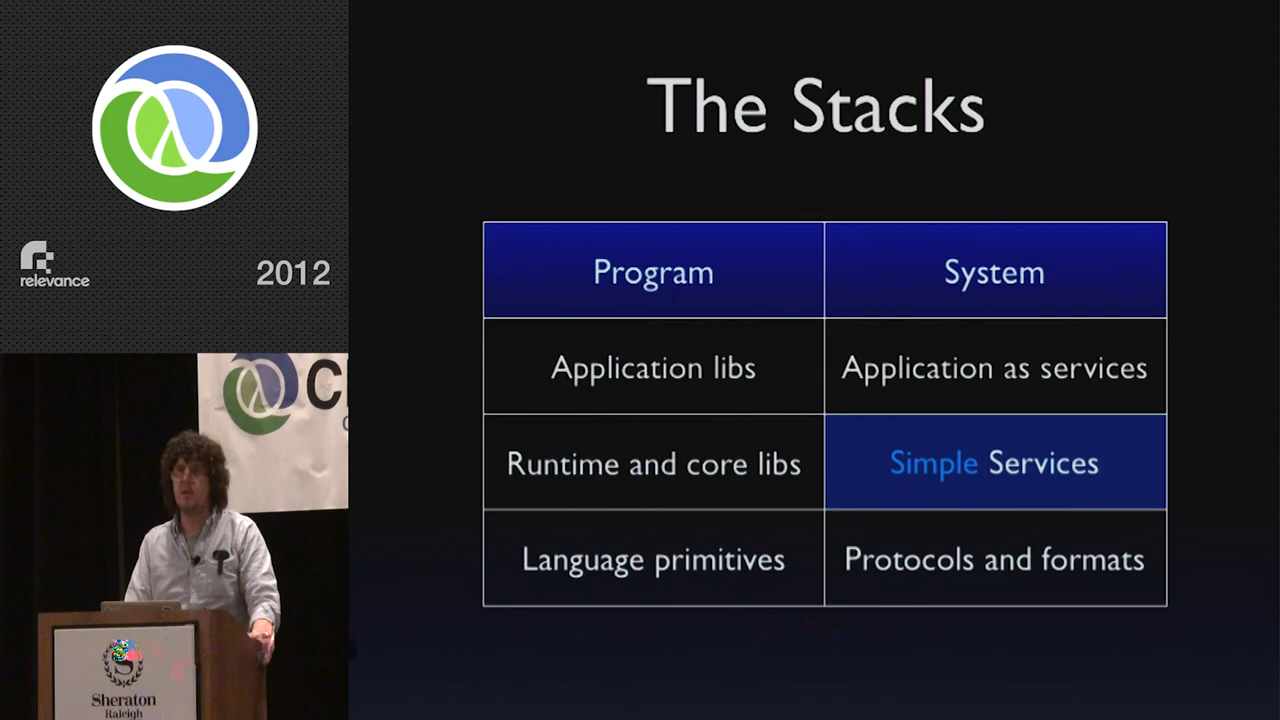 The Stacks
Program System
Application libs Application as services
Runtime and core libs Simple Services
Language primitives Protocols and formats
relevance
2012
Sheraton
Raleigh